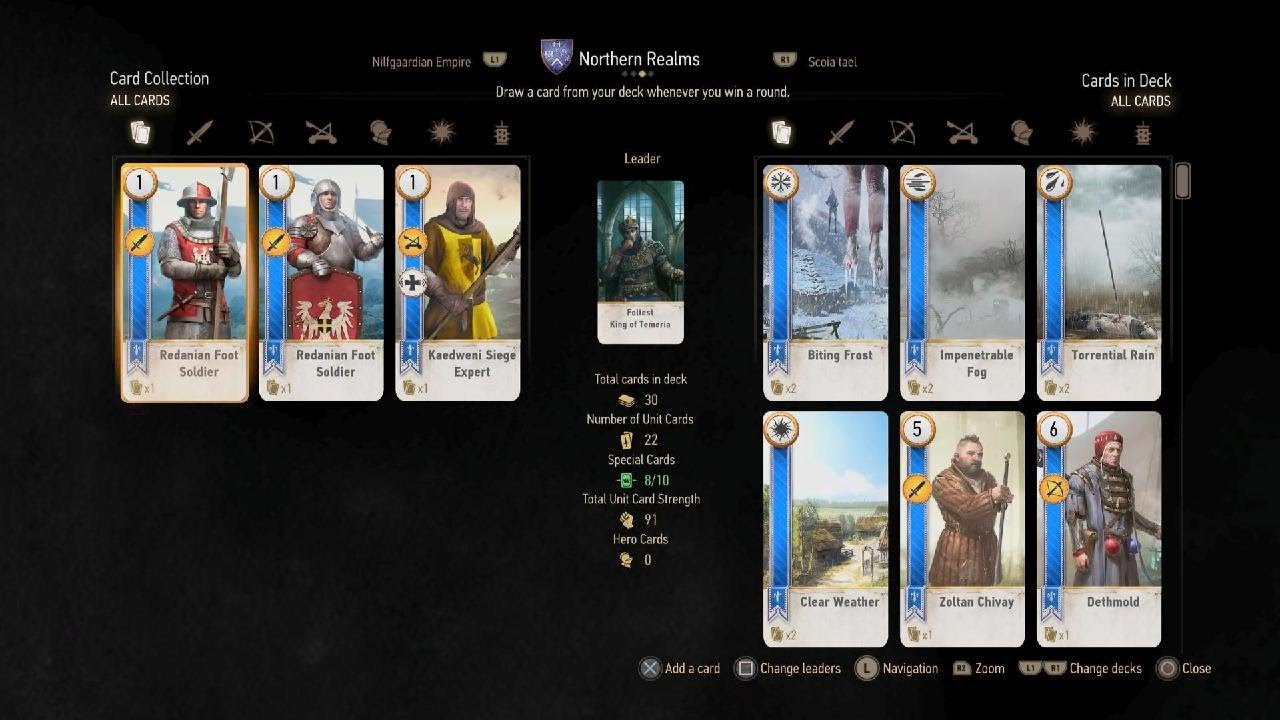 Nilfgaardian Empire L1 Northern Realms R1 Scoia tael
Draw a card from your deck whenever you win a round.
Card Collection
ALL CARDS
Cards in Deck
ALL CARDS
Leader
1
1
1
Redanian Foot
Soldier
x1
Redanian Foot
Soldier
x1
Kaedweni Siege
Expert
x1
Foltest
King of Temeria
Total cards in deck
30
Number of Unit Cards
22
Special Cards
8/10
Total Unit Card Strength
91
Hero Cards
0
Biting Frost
x2
Impenetrable
Fog
x2
Torrential Rain
x2
Clear Weather
x2
5
Zoltan Chivay
x1
6
Dethmold
x1
Add a card Change leaders L Navigation R2 Zoom L1 R1 Change decks Close